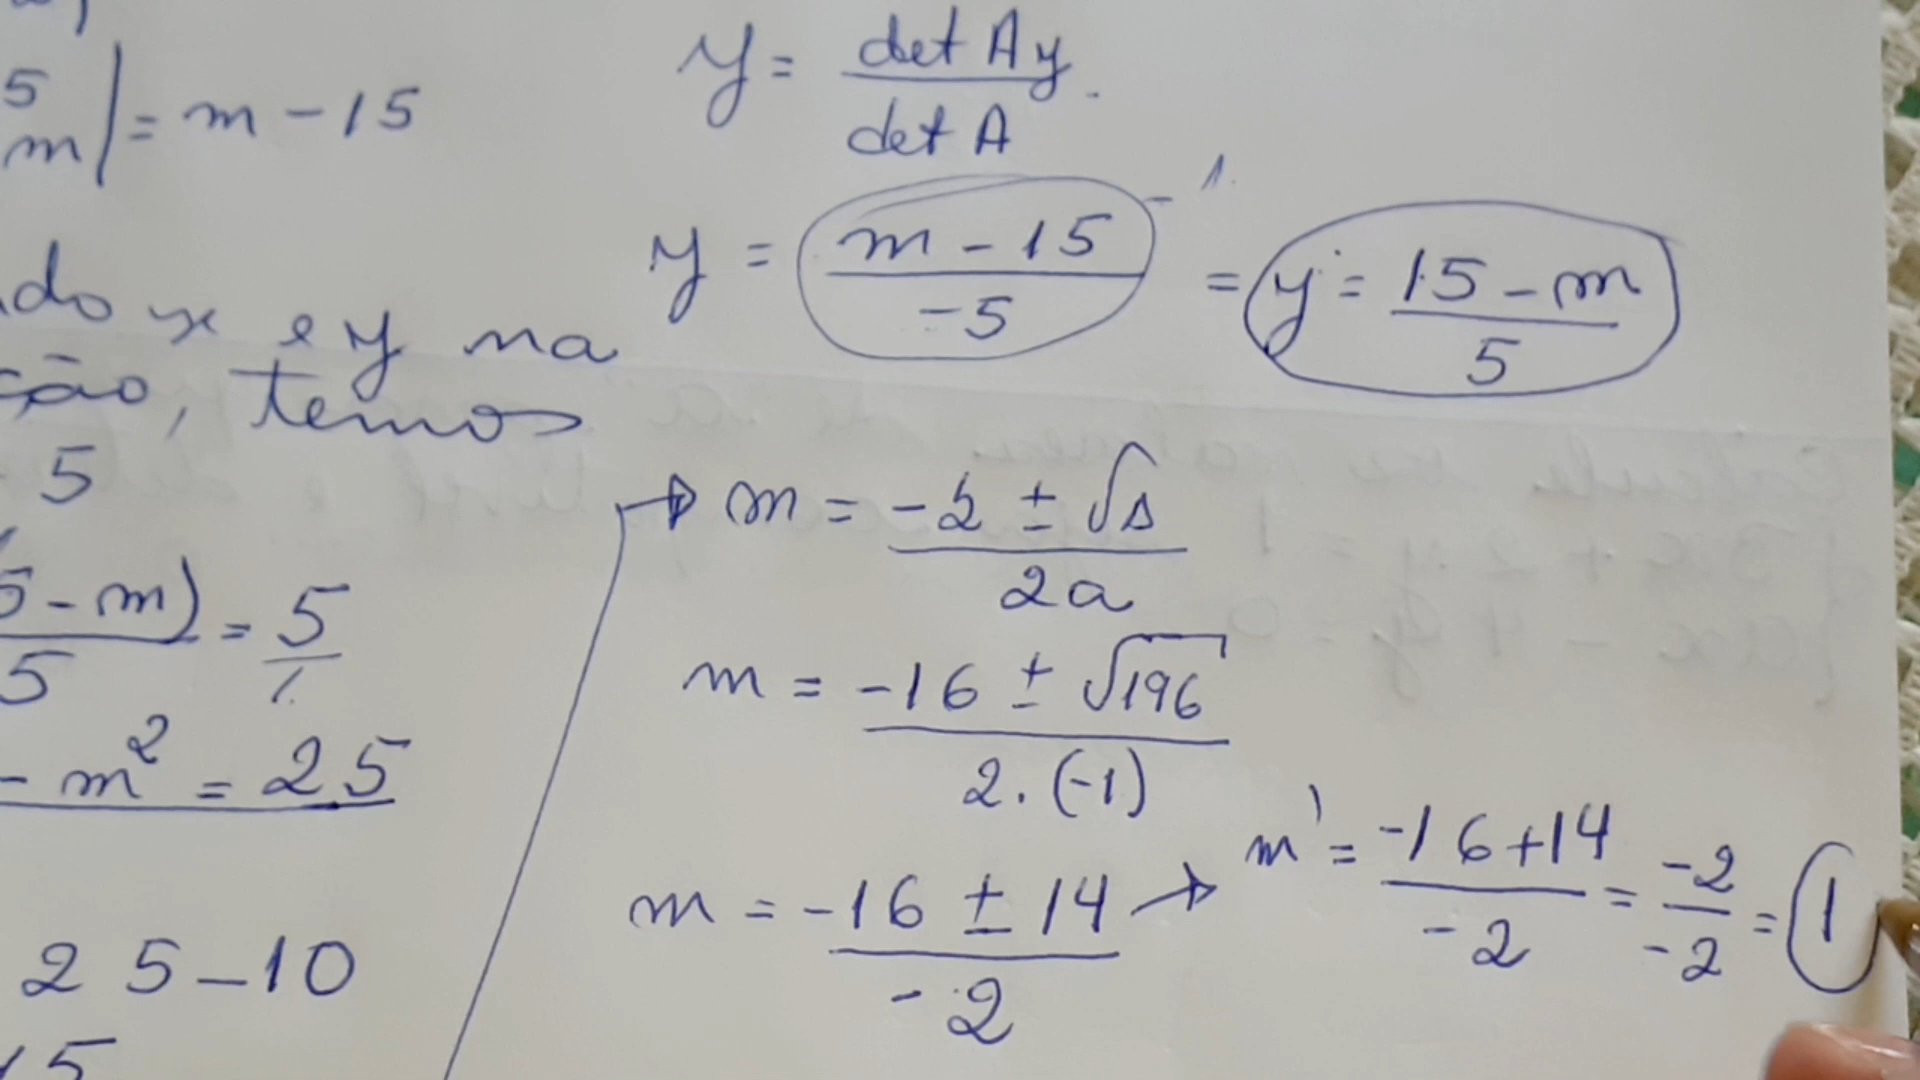 5
m| = m - 15
do x e y na
ção, temos
5
5 - m) / 5 = 5 / 1
- m² = 25
25 - 10
15
y = det Ay / det A
y = (m - 15 / -5) - 1 = y = 15 - m / 5
→ m = -b ± √Δ / 2a
m = -16 ± √196 / 2.(-1)
m = -16 ± 14 / -2 → m' = -16 + 14 / -2 = -2 / -2 = 1